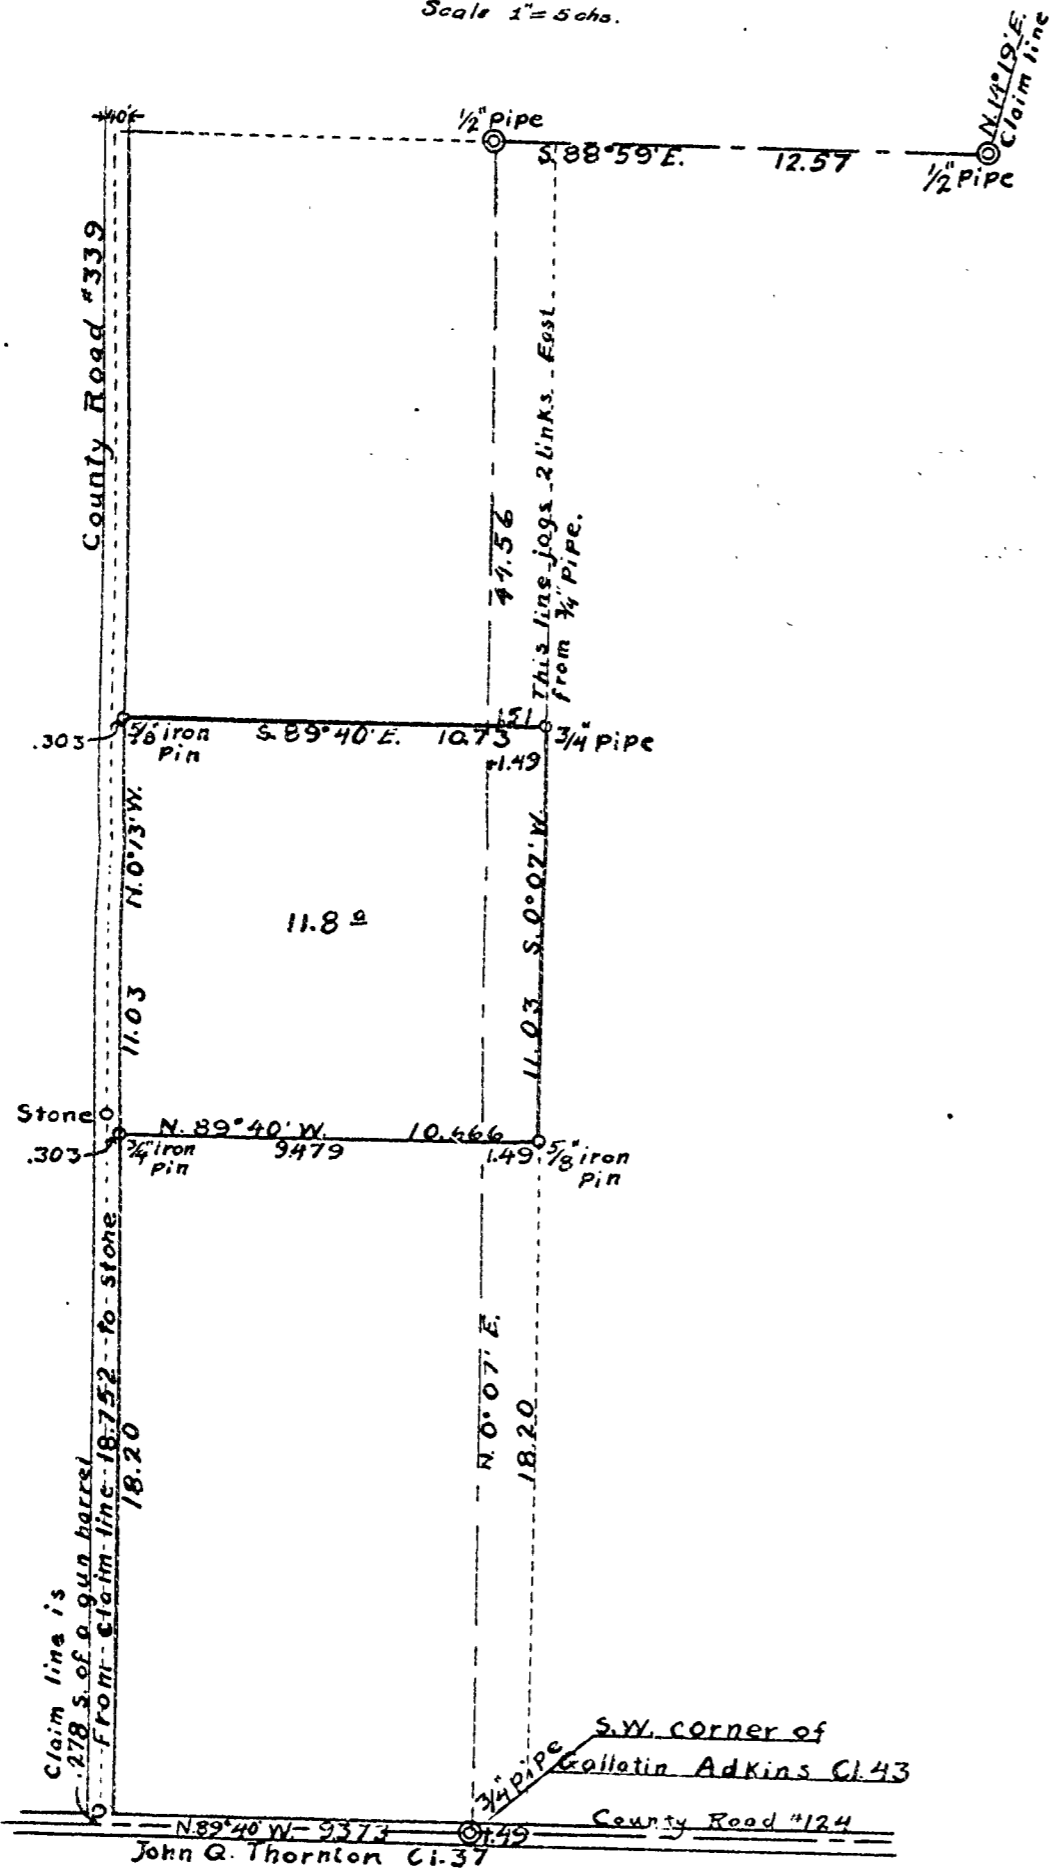 Scale 1"= 5 chs.
N. 14°19' E.
Claim line
40'
1/2" pipe
S. 88°59' E. 12.57
1/2" pipe
County Road #339
44.56
This line jogs 2 links East
from 3/4" pipe.
.303
5/8" iron
pin
S. 89°40' E. 10.73
1.51
3/4" pipe
1.49
N. 0°13' W.
11.03
11.8 a
11.03 S. 0°07' W.
Stone
.303
3/4" iron
pin
N. 89°40' W. 10.466
9.479
1.49
5/8" iron
pin
From claim line 18.752 to stone
18.20
N. 0°07' E.
18.20
Claim line is
.278 S. of a gun barrel
3/4" pipe
S.W. corner of
Gallatin Adkins Cl. 43
N. 89°40' W. 9.373
1.49
County Road #124
John Q. Thornton Cl. 37